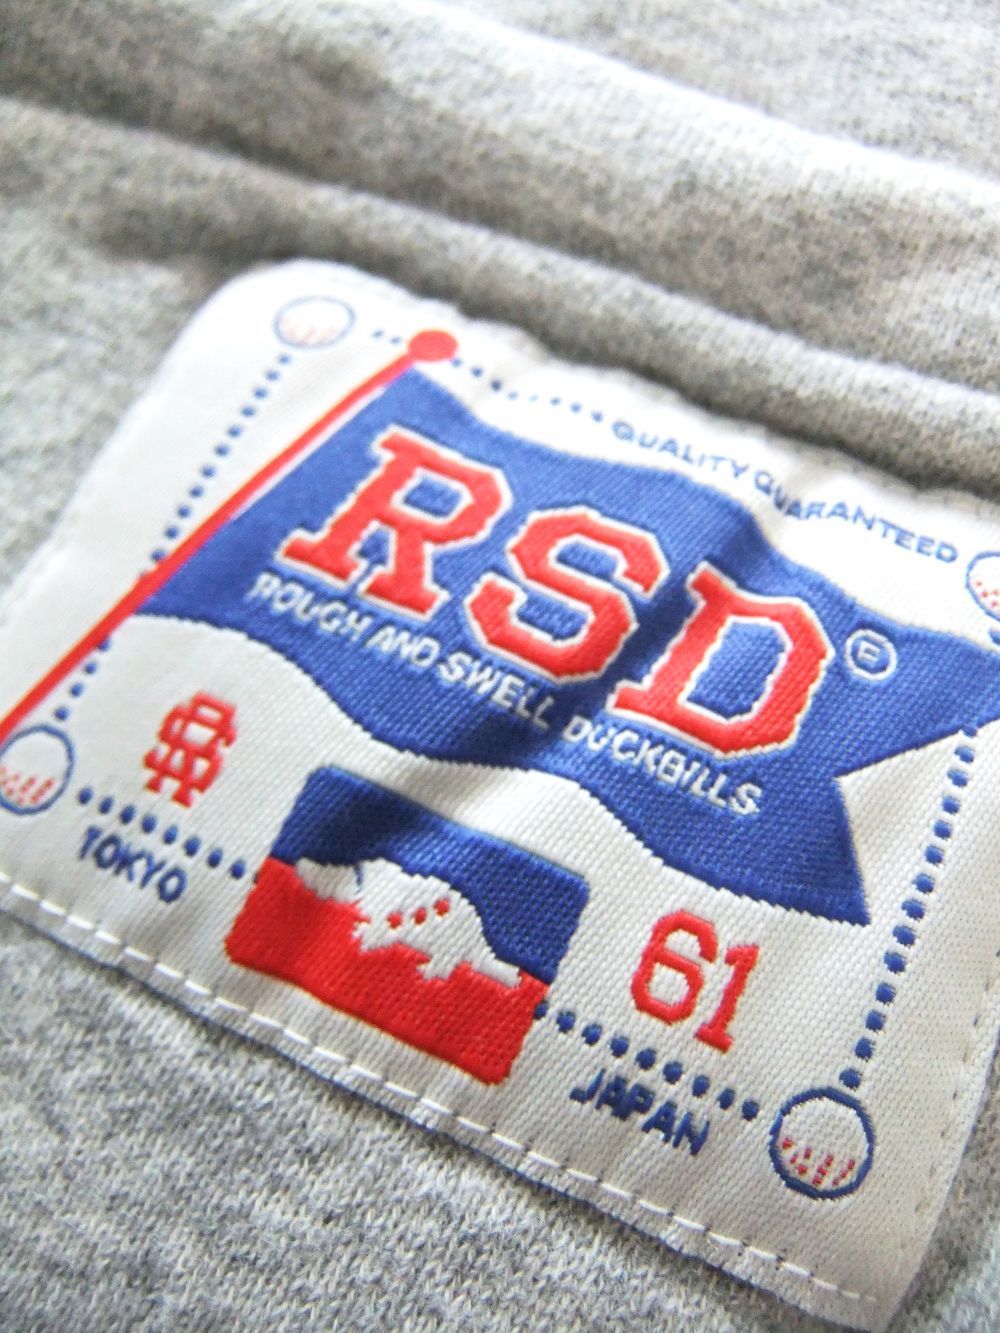 QUALITY GUARANTEED
RSD
ROUGH AND SWELL DUCKBILLS
TOKYO
61
JAPAN